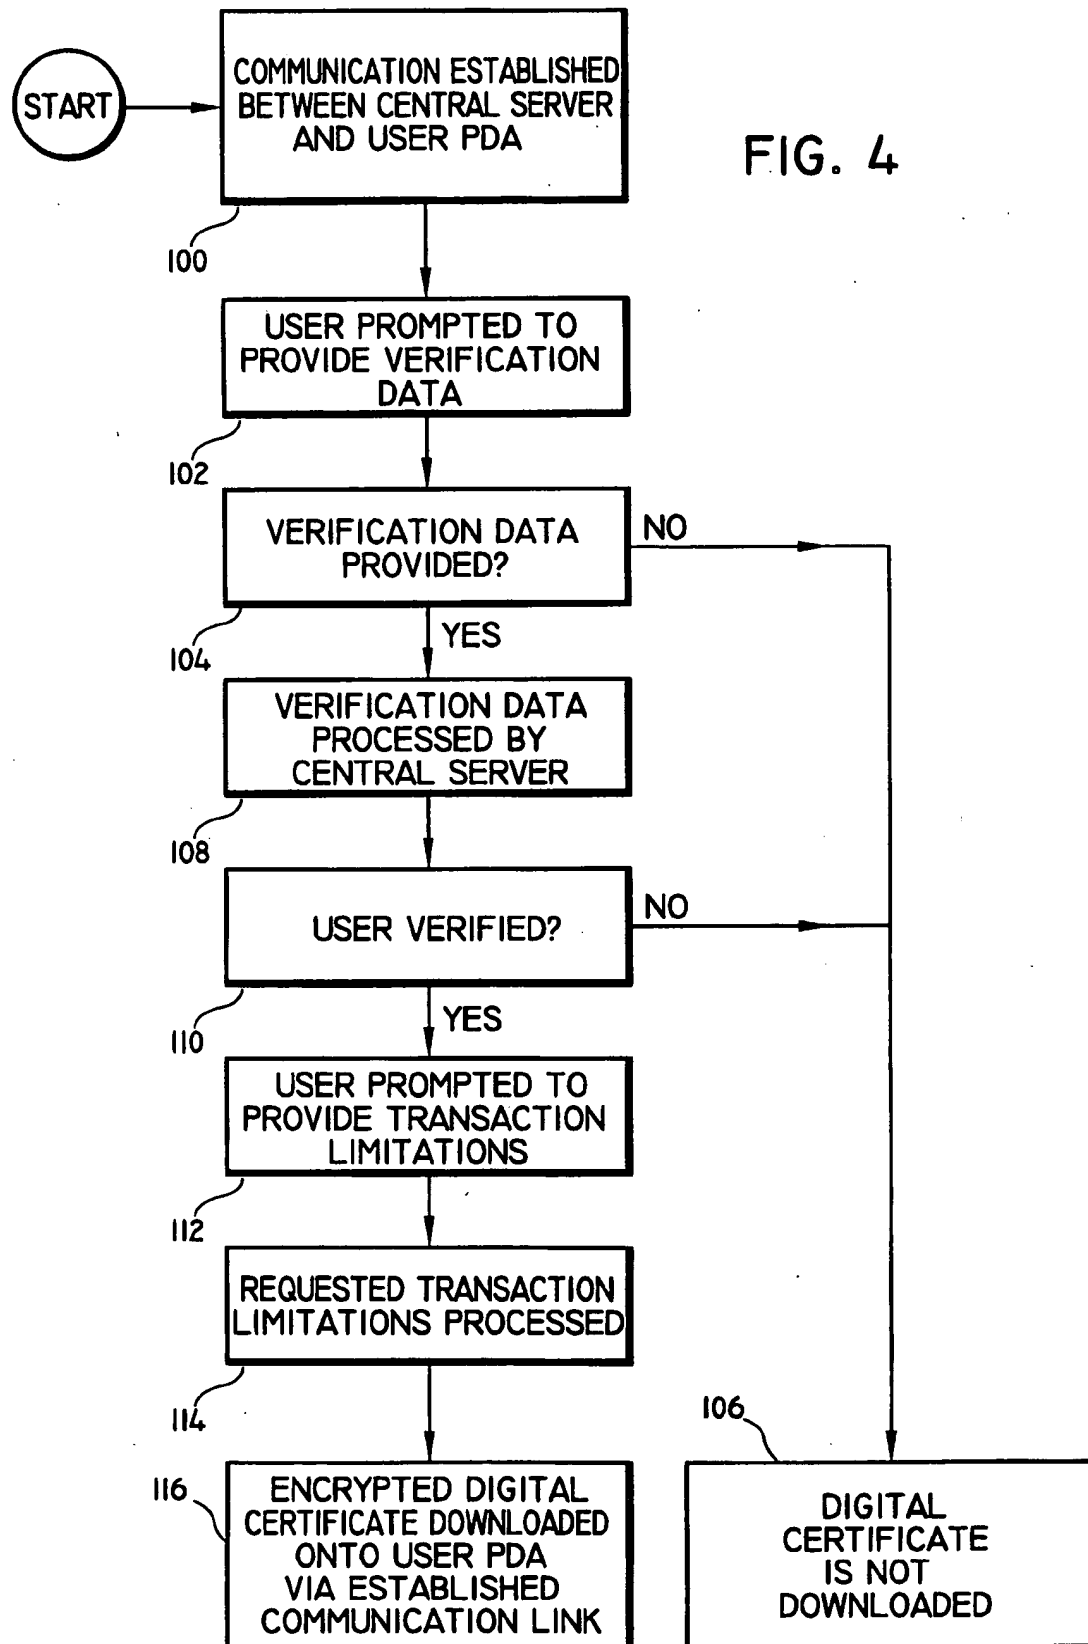 START
COMMUNICATION ESTABLISHED
BETWEEN CENTRAL SERVER
AND USER PDA
FIG. 4
100
USER PROMPTED TO
PROVIDE VERIFICATION
DATA
102
VERIFICATION DATA
PROVIDED?
NO
104
YES
VERIFICATION DATA
PROCESSED BY
CENTRAL SERVER
108
USER VERIFIED?
NO
110
YES
USER PROMPTED TO
PROVIDE TRANSACTION
LIMITATIONS
112
REQUESTED TRANSACTION
LIMITATIONS PROCESSED
114
106
116
ENCRYPTED DIGITAL
CERTIFICATE DOWNLOADED
ONTO USER PDA
VIA ESTABLISHED
COMMUNICATION LINK
DIGITAL
CERTIFICATE
IS NOT
DOWNLOADED